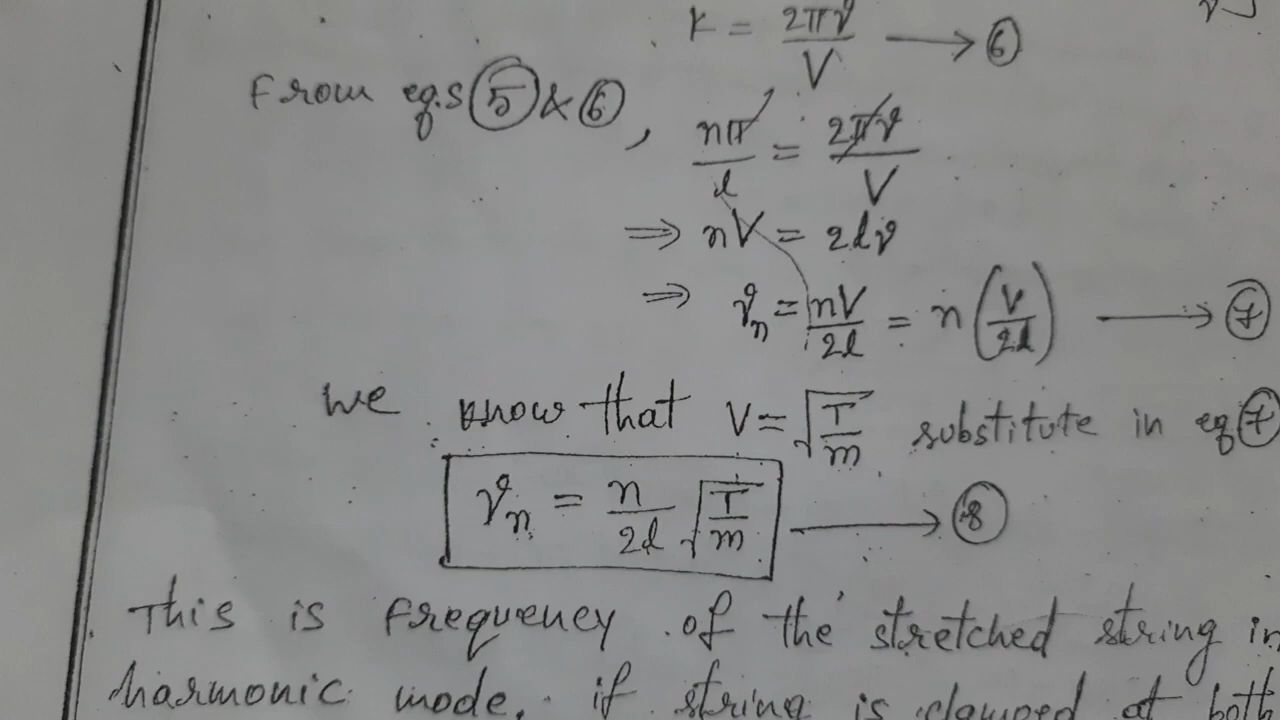 K = 2πν/V → ⑥
From eq.s ⑤ & ⑥, nπ/l = 2πν/V
⇒ nV = 2lν
⇒ νn = nV/2l = n(V/2l) → ⑦
We know that V = √(T/m) substitute in eq ⑦
νn = n/2l √(T/m) → ⑧
This is frequency of the stretched string in
harmonic mode. if string is clamped at both